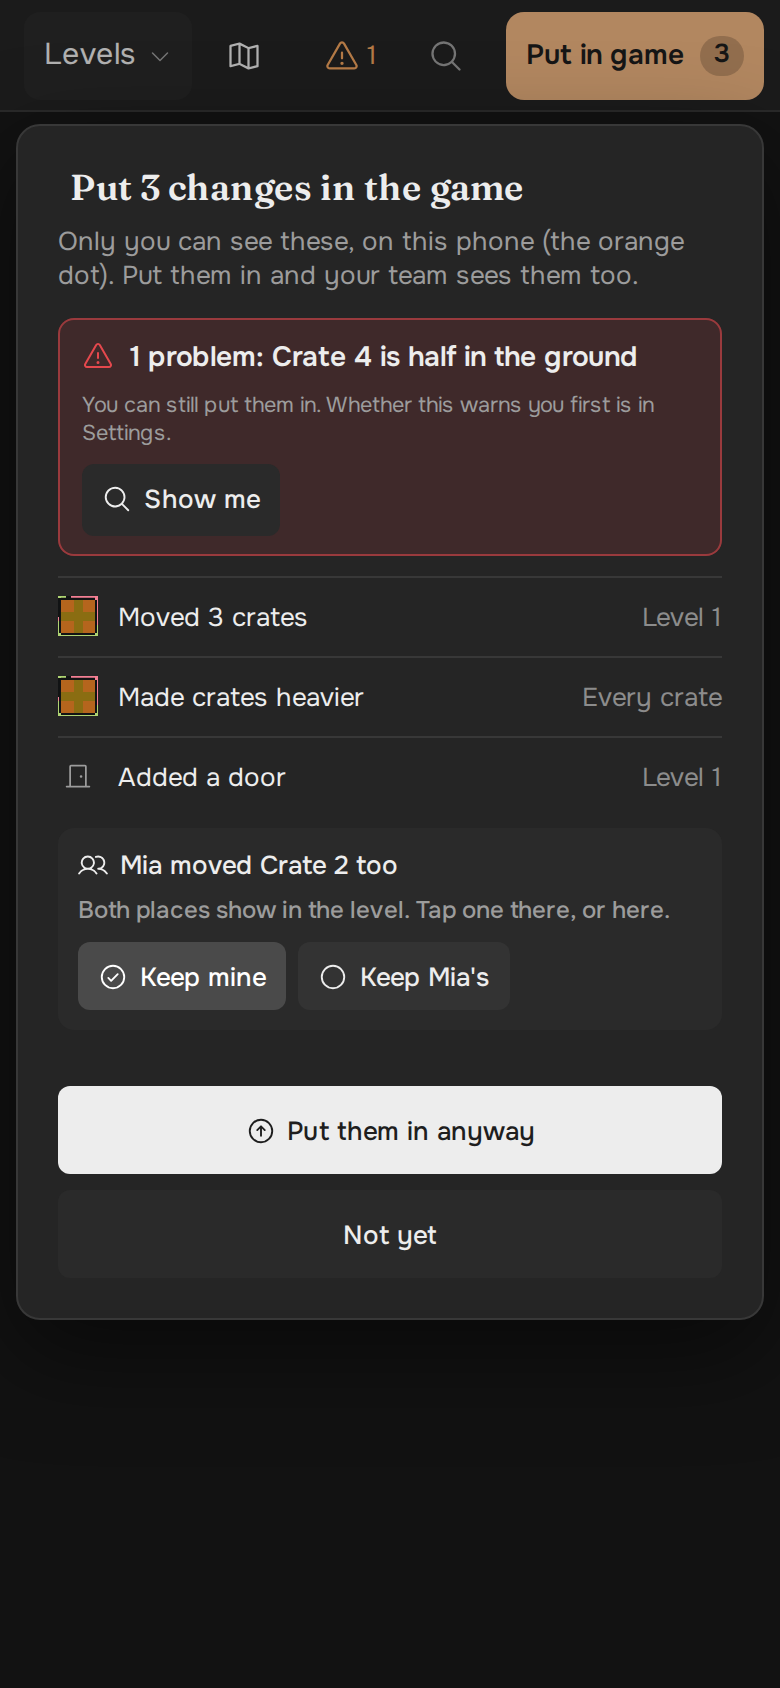 Levels
1
Put in game 3
Put 3 changes in the game
Only you can see these, on this phone (the orange
dot). Put them in and your team sees them too.
1 problem: Crate 4 is half in the ground
You can still put them in. Whether this warns you first is in
Settings.
Show me
Moved 3 crates Level 1
Made crates heavier Every crate
Added a door Level 1
Mia moved Crate 2 too
Both places show in the level. Tap one there, or here.
Keep mine Keep Mia's
Put them in anyway
Not yet